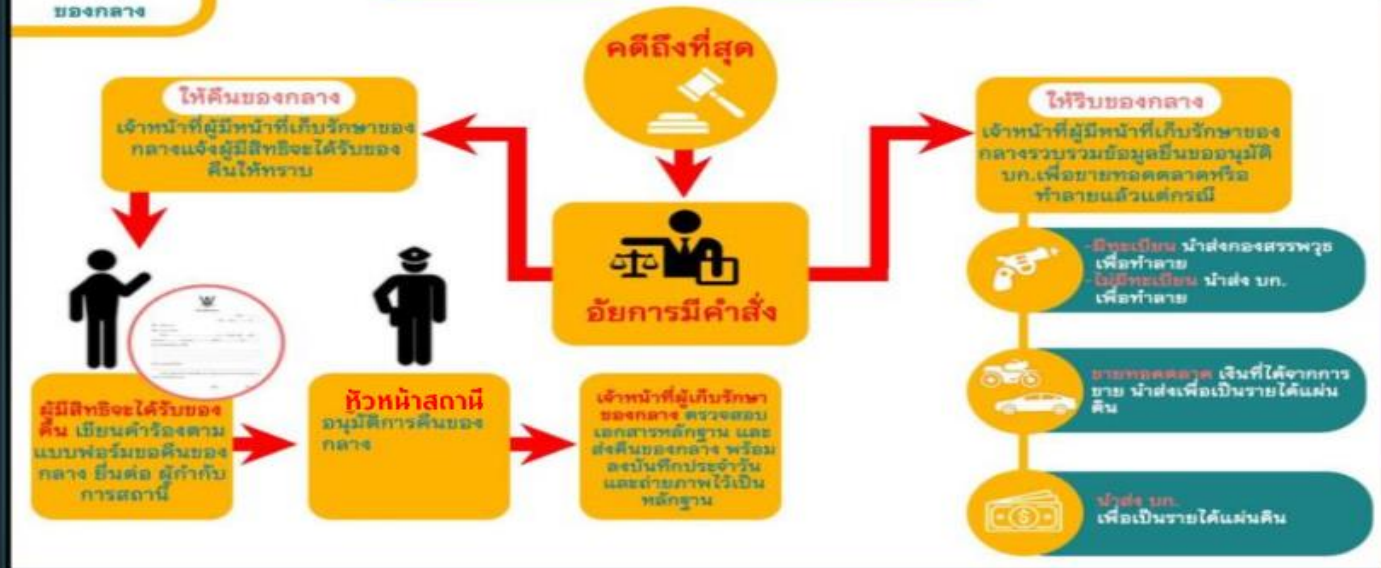 ของกลาง
คดีถึงที่สุด
ให้คืนของกลาง
เจ้าหน้าที่ผู้มีหน้าที่เก็บรักษาของ
กลางแจ้งผู้มีสิทธิจะได้รับของ
คืนให้ทราบ
อัยการมีคำสั่ง
ผู้มีสิทธิจะได้รับของ
คืน เขียนคำร้องตาม
แบบฟอร์มขอคืนของ
กลาง ยื่นต่อ ผู้กำกับ
การสถานี
หัวหน้าสถานี
อนุมัติการคืนของ
กลาง
เจ้าหน้าที่ผู้เก็บรักษา
ของกลาง ตรวจสอบ
เอกสารหลักฐาน และ
ส่งคืนของกลาง พร้อม
ลงบันทึกประจำวัน
และถ่ายภาพไว้เป็น
หลักฐาน
ให้ริบของกลาง
เจ้าหน้าที่ผู้มีหน้าที่เก็บรักษาของ
กลางรวบรวมข้อมูลยื่นขออนุมัติ
บก.เพื่อขายทอดตลาดหรือ
ทำลายแล้วแต่กรณี
-มีทะเบียน นำส่งกองสรรพวุธ
เพื่อทำลาย
-ไม่มีทะเบียน นำส่ง บก.
เพื่อทำลาย
ขายทอดตลาด เงินที่ได้จากการ
ขาย นำส่งเพื่อเป็นรายได้แผ่น
ดิน
นำส่ง บก.
เพื่อเป็นรายได้แผ่นดิน